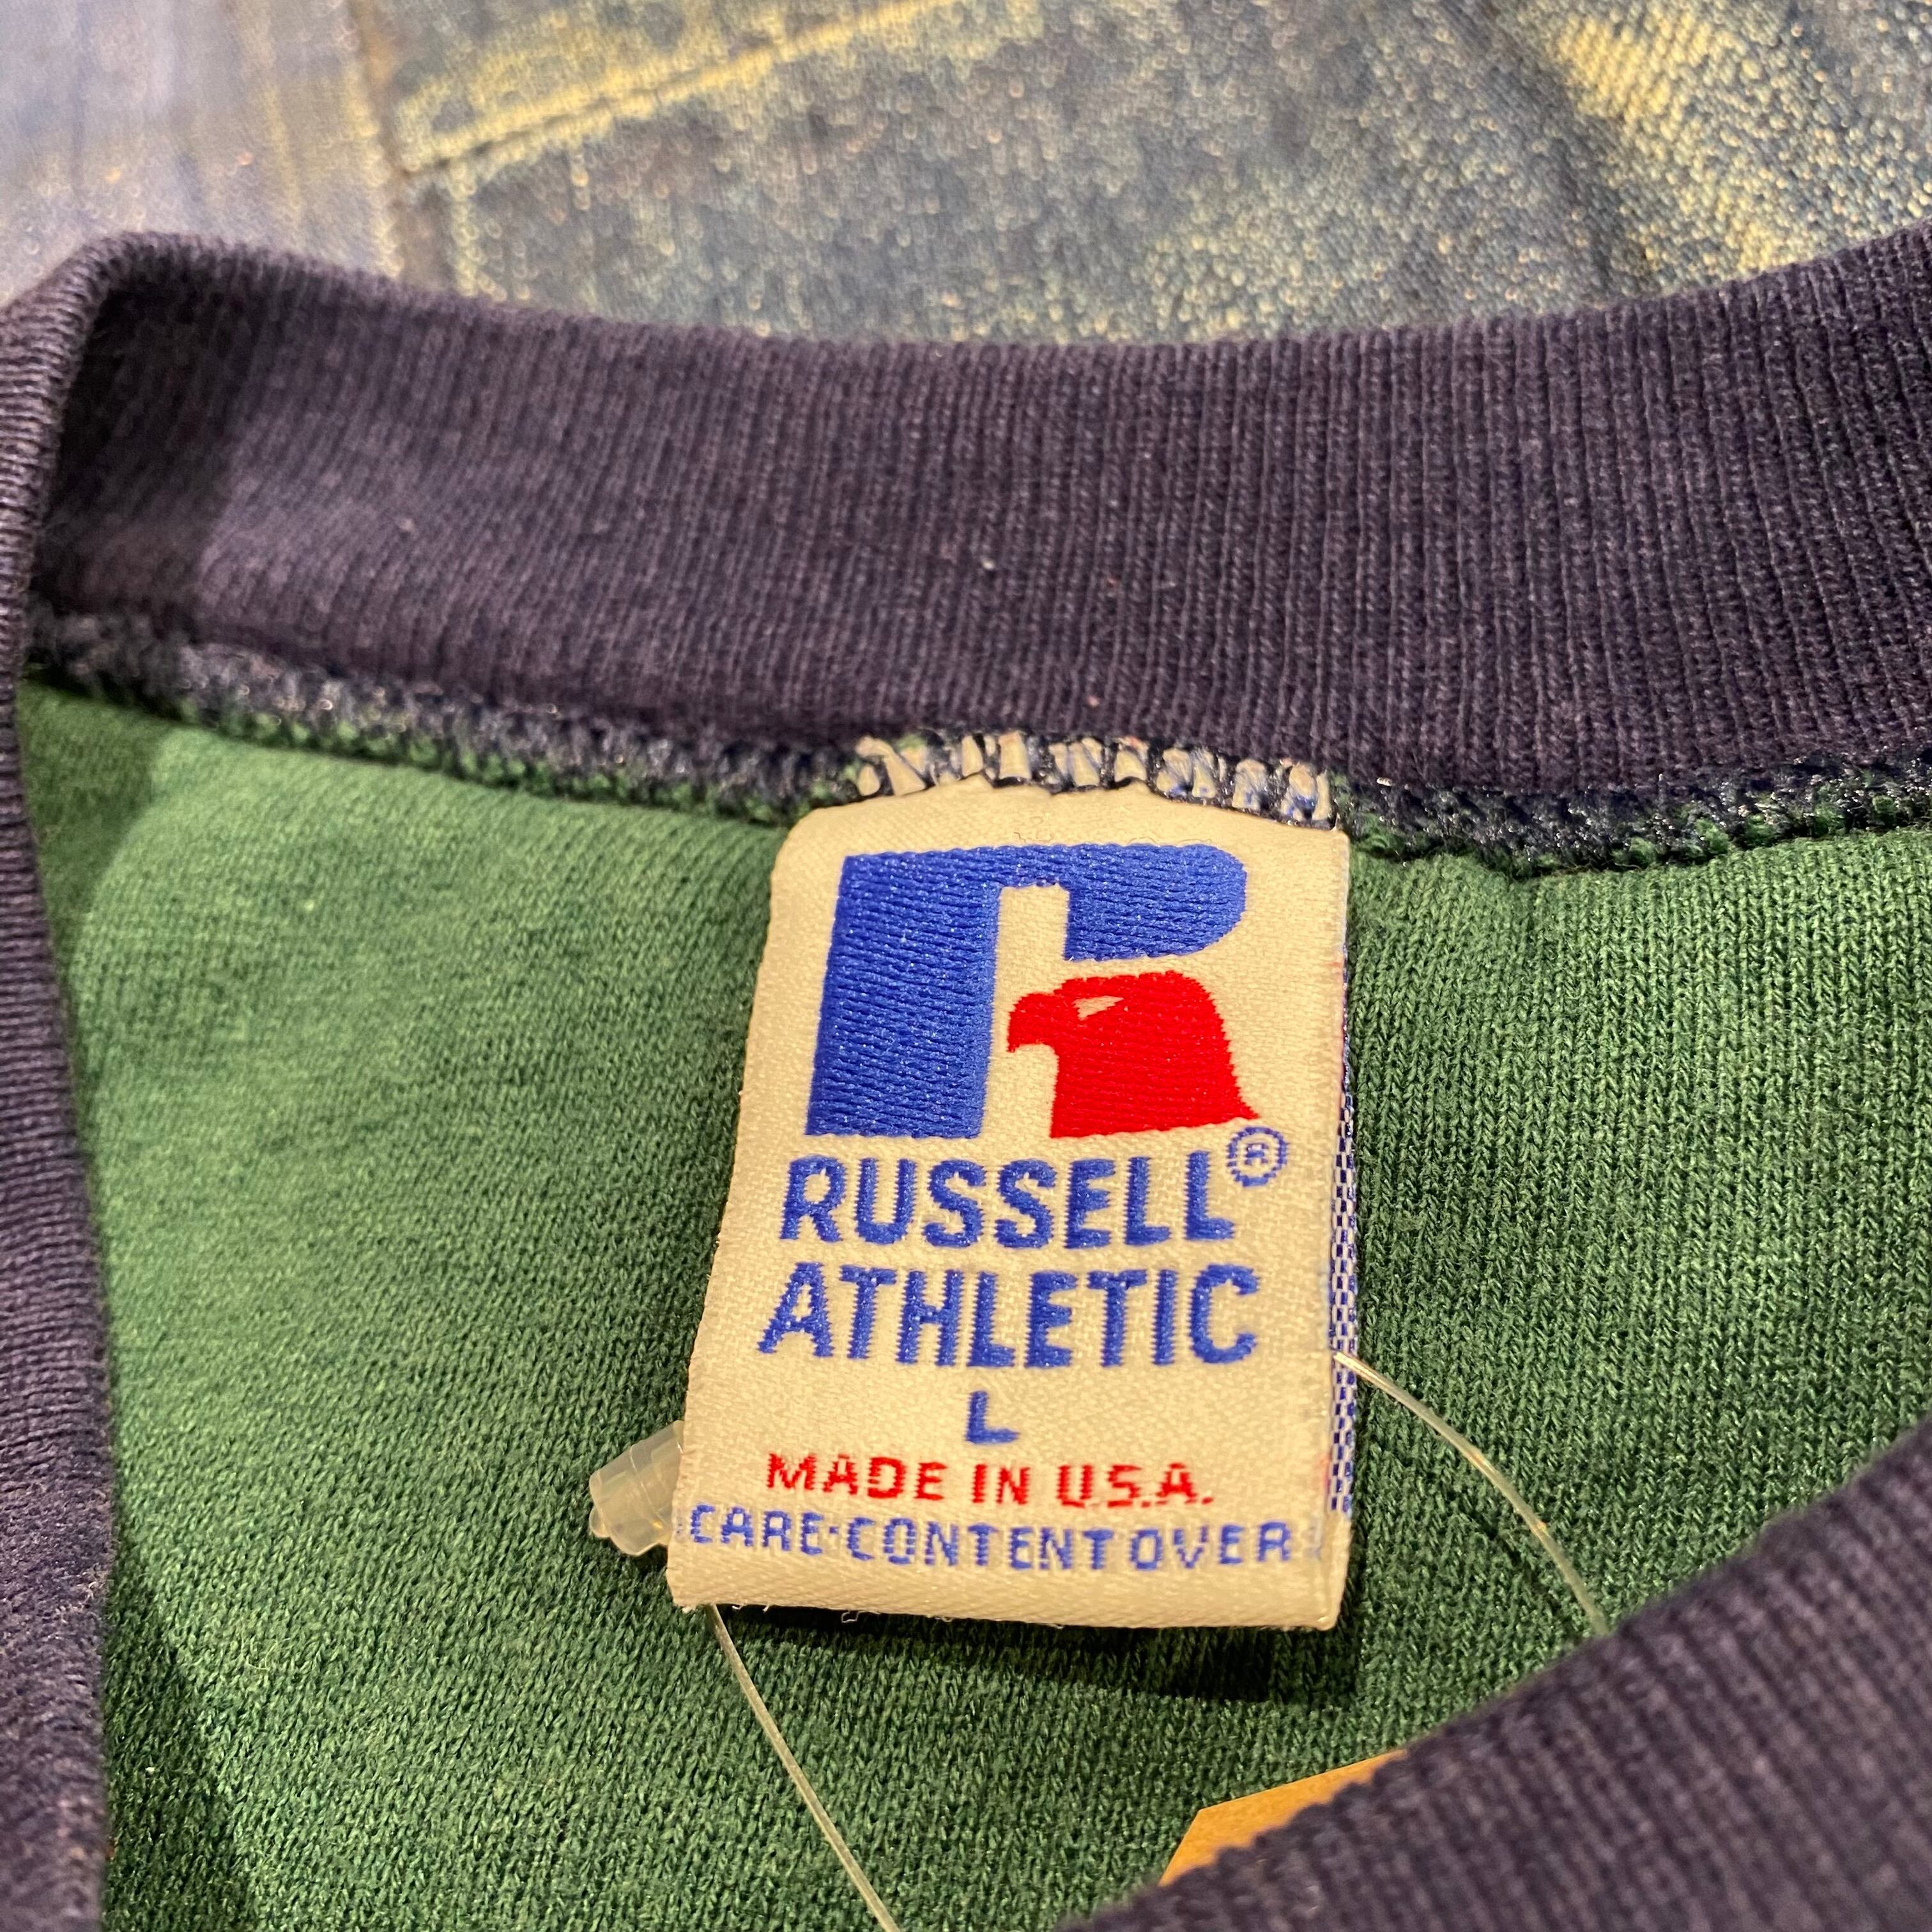 R
RUSSELL®
ATHLETIC
L
MADE IN U.S.A.
CARE·CONTENT OVER